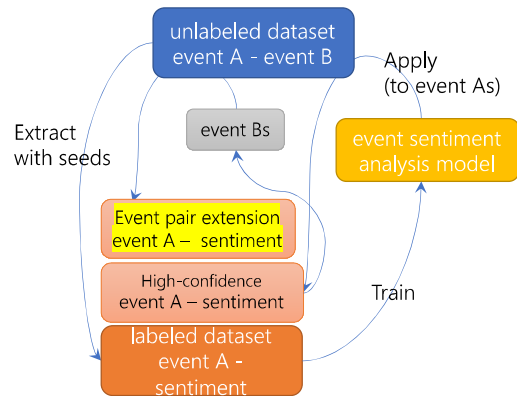 unlabeled dataset
event A - event B
Apply
(to event As)
Extract
with seeds
event Bs
event sentiment
analysis model
Event pair extension
event A – sentiment
High-confidence
event A – sentiment
Train
labeled dataset
event A -
sentiment